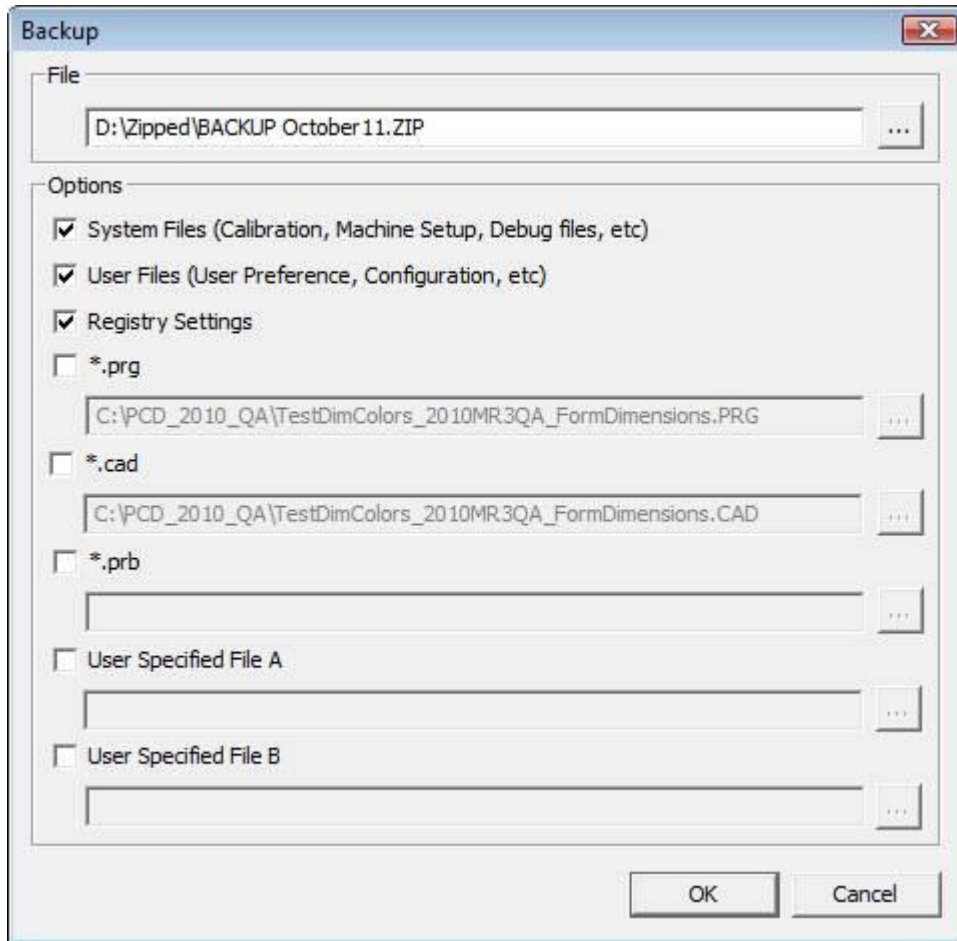 Backup
File
D:\Zipped\BACKUP October11.ZIP
...
Options
System Files (Calibration, Machine Setup, Debug files, etc)
User Files (User Preference, Configuration, etc)
Registry Settings
*.prg
C:\PCD_2010_QA\TestDimColors_2010MR3QA_FormDimensions.PRG
...
*.cad
C:\PCD_2010_QA\TestDimColors_2010MR3QA_FormDimensions.CAD
...
*.prb
...
User Specified File A
...
User Specified File B
...
OK
Cancel